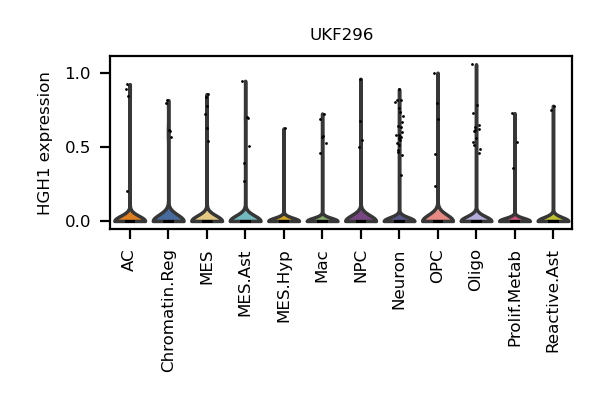 UKF296
HGH1 expression
1.0
0.5
0.0
AC
Chromatin.Reg
MES
MES.Ast
MES.Hyp
Mac
NPC
Neuron
OPC
Oligo
Prolif.Metab
Reactive.Ast